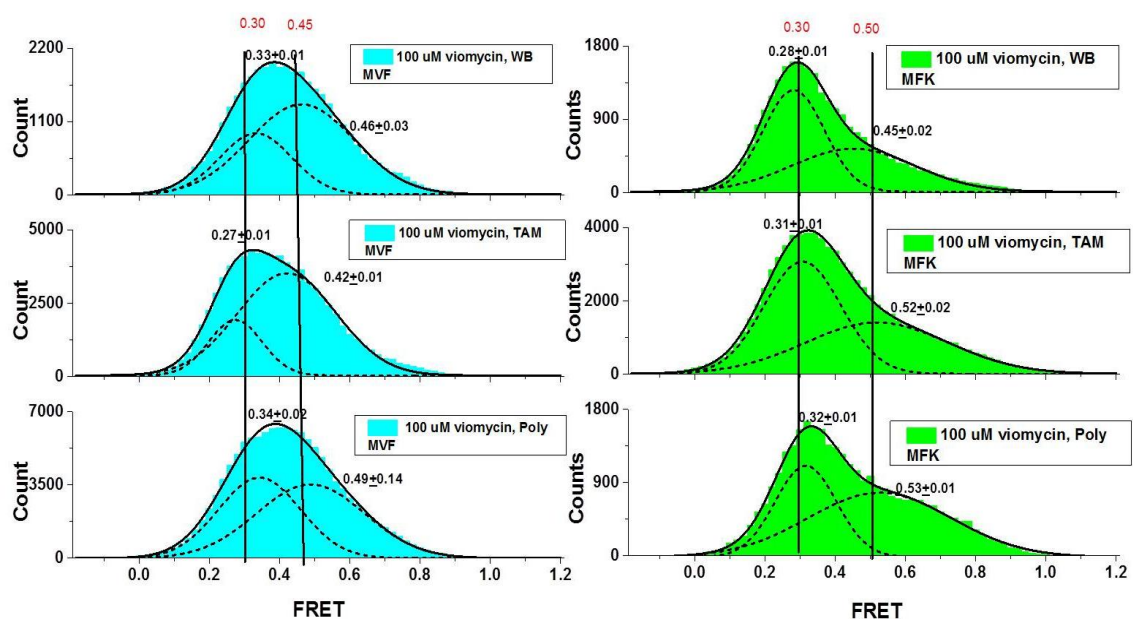 0.30 0.45
2200
1100
0
Count
0.33±0.01
0.46±0.03
100 uM viomycin, WB
MVF
5000
2500
0
Count
0.27±0.01
0.42±0.01
100 uM viomycin, TAM
MVF
7000
3500
0
Count
0.34±0.02
0.49±0.14
100 uM viomycin, Poly
MVF
0.0 0.2 0.4 0.6 0.8 1.0 1.2
FRET
0.30 0.50
1800
900
0
Counts
0.28±0.01
0.45±0.02
100 uM viomycin, WB
MFK
4000
2000
0
Counts
0.31±0.01
0.52±0.02
100 uM viomycin, TAM
MFK
1800
900
0
Counts
0.32±0.01
0.53±0.01
100 uM viomycin, Poly
MFK
0.0 0.2 0.4 0.6 0.8 1.0 1.2
FRET